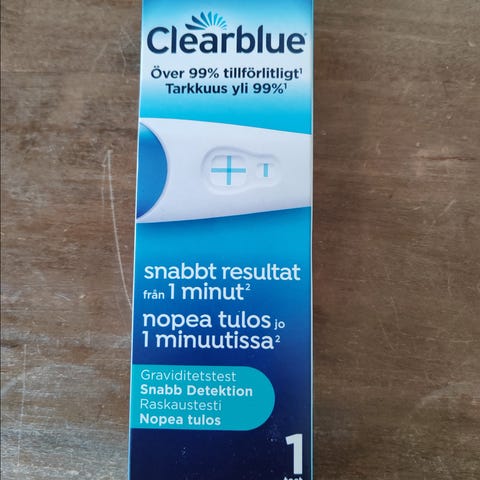 Clearblue
Över 99% tillförlitligt¹
Tarkkuus yli 99%¹
snabbt resultat
från 1 minut²
nopea tulos jo
1 minuutissa²
Graviditetstest
Snabb Detektion
Raskaustesti
Nopea tulos
1
test